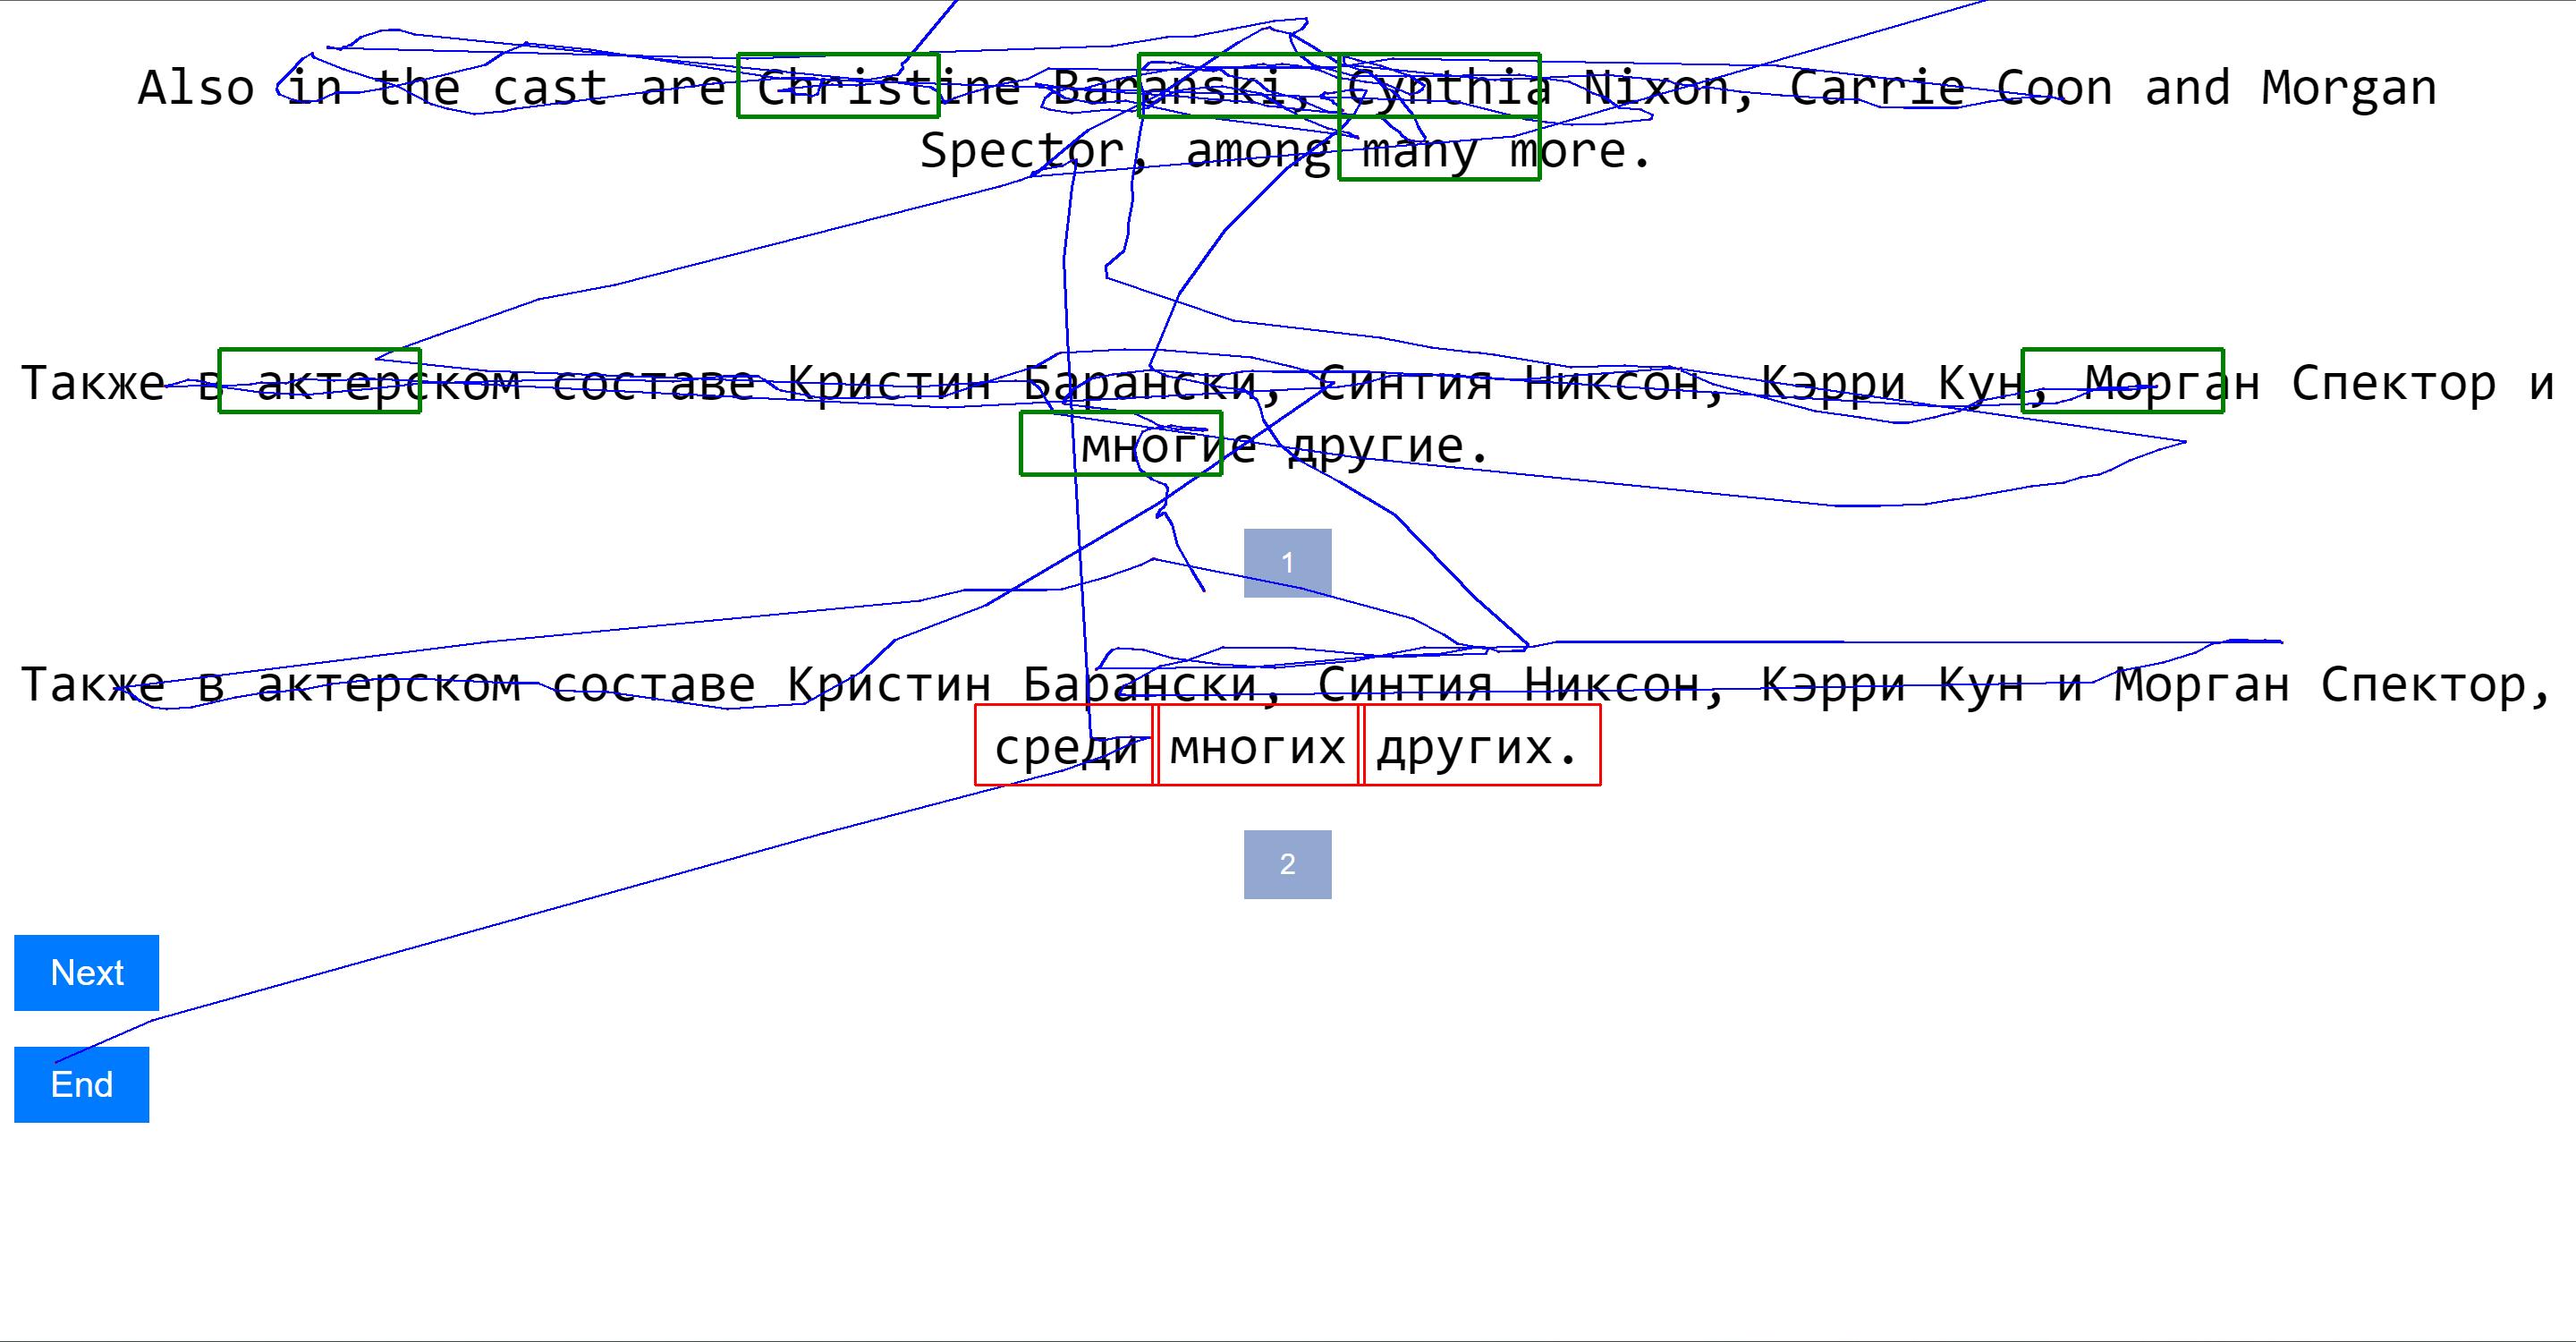 Also in the cast are Christine Baranski, Cynthia Nixon, Carrie Coon and Morgan
Spector, among many more.
Также в актерском составе Кристин Барански, Синтия Никсон, Кэрри Кун, Морган Спектор и
многие другие.
1
Также в актерском составе Кристин Барански, Синтия Никсон, Кэрри Кун и Морган Спектор,
среди многих других.
2
Next
End